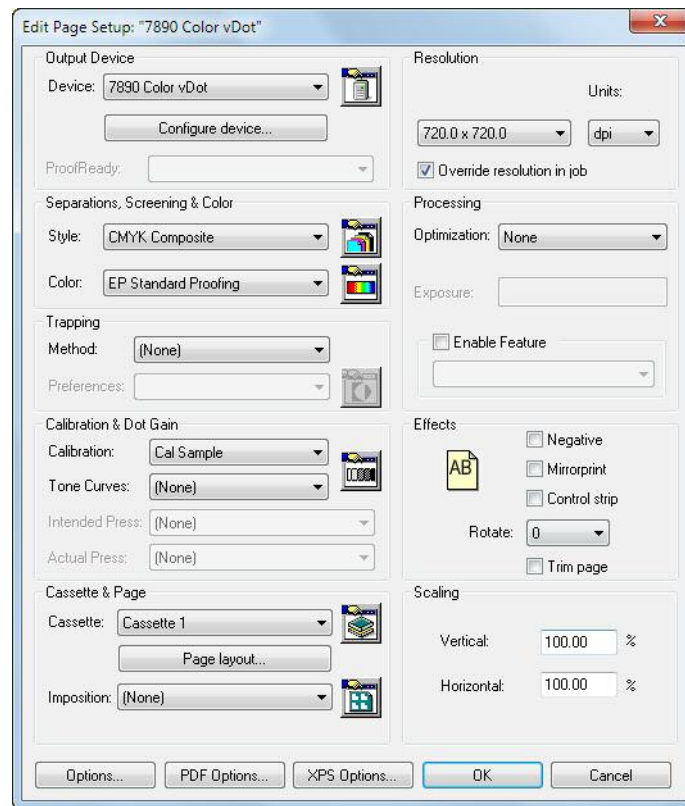 Edit Page Setup: "7890 Color vDot"
Output Device
Device: 7890 Color vDot
Configure device...
ProofReady:
Separations, Screening & Color
Style: CMYK Composite
Color: EP Standard Proofing
Trapping
Method: (None)
Preferences:
Calibration & Dot Gain
Calibration: Cal Sample
Tone Curves: (None)
Intended Press: (None)
Actual Press: (None)
Cassette & Page
Cassette: Cassette 1
Page layout...
Imposition: (None)
Resolution
Units:
720.0 x 720.0 dpi
Override resolution in job
Processing
Optimization: None
Exposure:
Enable Feature
Effects
AB
Negative
Mirrorprint
Control strip
Rotate: 0
Trim page
Scaling
Vertical: 100.00 %
Horizontal: 100.00 %
Options... PDF Options... XPS Options... OK Cancel